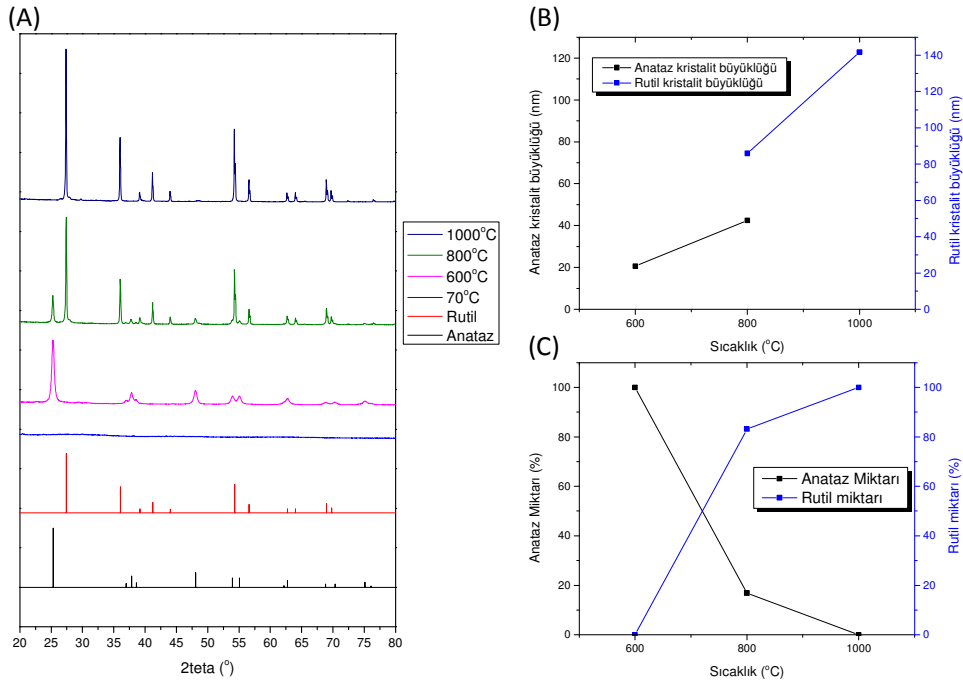 (A)
1000°C
800°C
600°C
70°C
Rutil
Anataz
20 25 30 35 40 45 50 55 60 65 70 75 80
2teta (°)
(B)
Anataz kristalit büyüklüğü (nm)
0 20 40 60 80 100 120
Anataz kristalit büyüklüğü
Rutil kristalit büyüklüğü
0 20 40 60 80 100 120 140
Rutil kristalit büyüklüğü (nm)
600 800 1000
Sıcaklık (°C)
(C)
Anataz Miktarı (%)
0 20 40 60 80 100
Anataz Miktarı
Rutil miktarı
0 20 40 60 80 100
Rutil miktarı (%)
600 800 1000
Sıcaklık (°C)